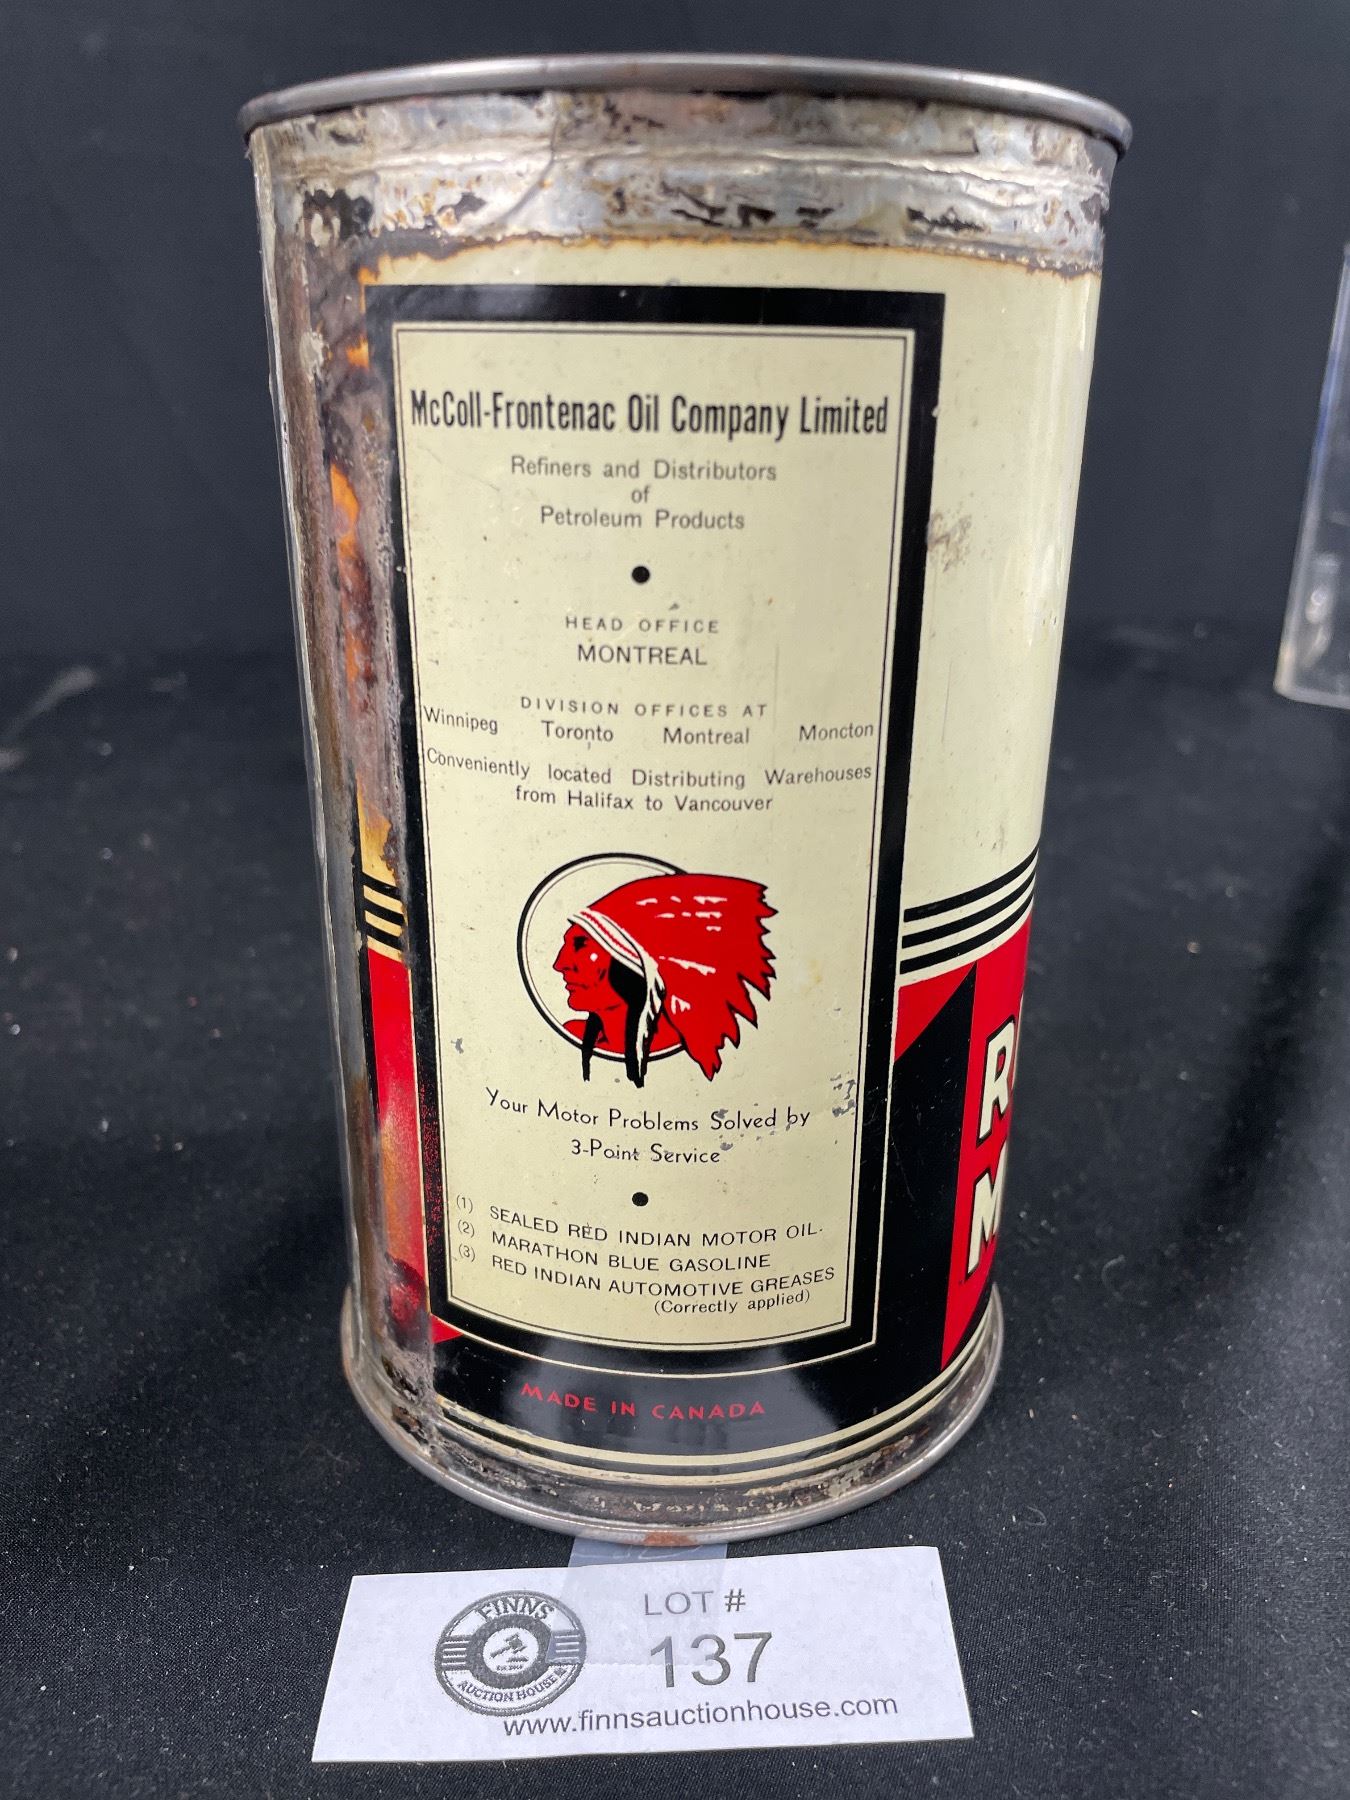 McColl-Frontenac Oil Company Limited
Refiners and Distributors
of
Petroleum Products
HEAD OFFICE
MONTREAL
DIVISION OFFICES AT
Winnipeg Toronto Montreal Moncton
Conveniently located Distributing Warehouses
from Halifax to Vancouver
Your Motor Problems Solved by
3-Point Service
(1) SEALED RED INDIAN MOTOR OIL.
(2) MARATHON BLUE GASOLINE
(3) RED INDIAN AUTOMOTIVE GREASES
(Correctly applied)
MADE IN CANADA
R
M
FINNS
AUCTION HOUSE
LOT #
137
www.finnsauctionhouse.com